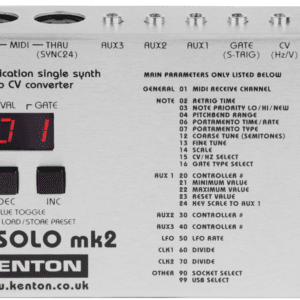 MIDI
THRU
(SYNC24)
AUX3
AUX2
AUX1
GATE
(S-TRIG)
CV
(Hz/V)
ication single synth
o CV converter
VAL
GATE
01
DEC
INC
LUE TOGGLE
LOAD / STORE PRESET
SOLO mk2
KENTON
w.kenton.co.uk
MAIN PARAMETERS ONLY LISTED BELOW
GENERAL 01 MIDI RECEIVE CHANNEL
NOTE 02 RETRIG TIME
03 NOTE PRIORITY LO/HI/NEW
04 PITCHBEND RANGE
06 PORTAMENTO TIME/RATE
07 PORTAMENTO TYPE
12 COARSE TUNE (SEMITONES)
13 FINE TUNE
14 SCALE
15 CV/HZ SELECT
16 GATE TYPE SELECT
AUX 1 20 CONTROLLER #
21 MINIMUM VALUE
22 MAXIMUM VALUE
23 RESET VALUE
24 KEY SCALE TO AUX 1
AUX2 30 CONTROLLER #
AUX3 40 CONTROLLER #
LFO 50 LFO RATE
CLK1 60 DIVIDE
CLK2 70 DIVIDE
OTHER 90 SOCKET SELECT
99 USB SELECT